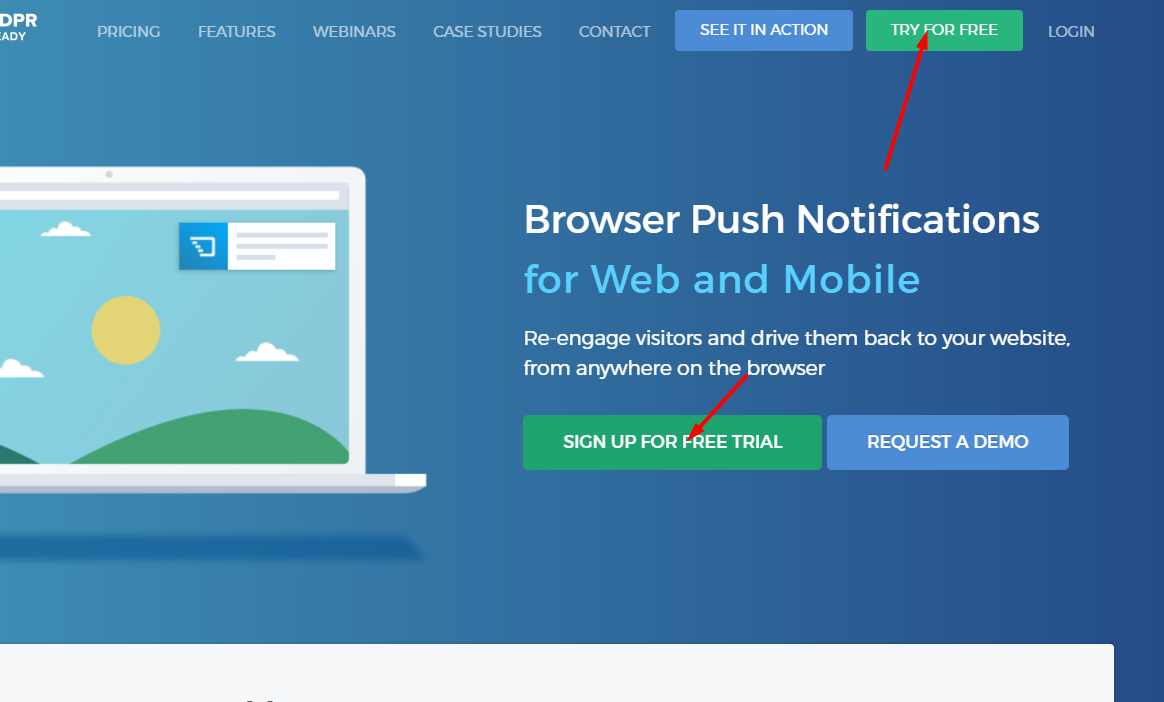 DPR
EADY
PRICING FEATURES WEBINARS CASE STUDIES CONTACT SEE IT IN ACTION TRY FOR FREE LOGIN
Browser Push Notifications
for Web and Mobile
Re-engage visitors and drive them back to your website,
from anywhere on the browser
SIGN UP FOR FREE TRIAL REQUEST A DEMO